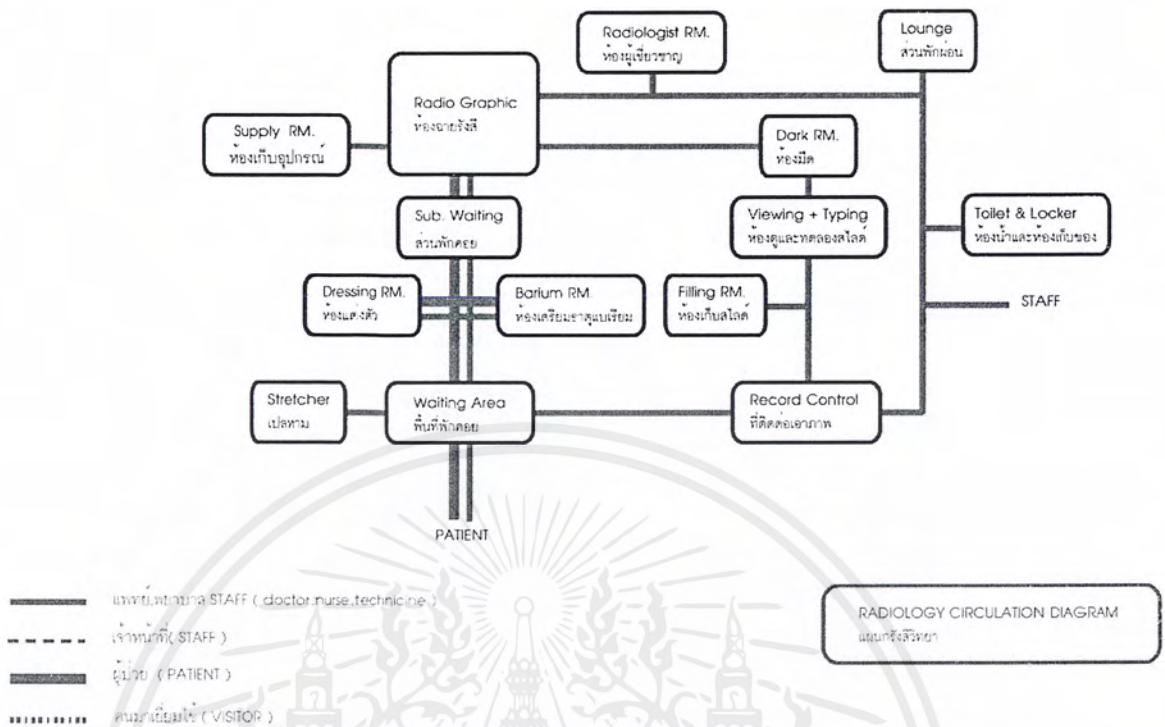 Radiologist RM.
ห้องผู้เชี่ยวชาญ
Lounge
ส่วนพักผ่อน
Radio Graphic
ห้องฉายรังสี
Supply RM.
ห้องเก็บอุปกรณ์
Dark RM.
ห้องมืด
Sub. Waiting
ส่วนพักคอย
Viewing + Typing
ห้องดูและทดลองสไลด์
Toilet & Locker
ห้องน้ำและห้องเก็บของ
Dressing RM.
ห้องแต่งตัว
Barium RM.
ห้องเตรียมธาตุแบเรียม
Filling RM.
ห้องเก็บสไลด์
STAFF
Stretcher
เปลหาม
Waiting Area
พื้นที่พักคอย
Record Control
ที่ติดต่อเอาภาพ
PATIENT
แพทย์,พยาบาล STAFF ( doctor,nurse,technicine )
เจ้าหน้าที่( STAFF )
ผู้ป่วย ( PATIENT )
คนมาเยี่ยมไข้ ( VISITOR )
RADIOLOGY CIRCULATION DIAGRAM
แผนกรังสีวิทยา